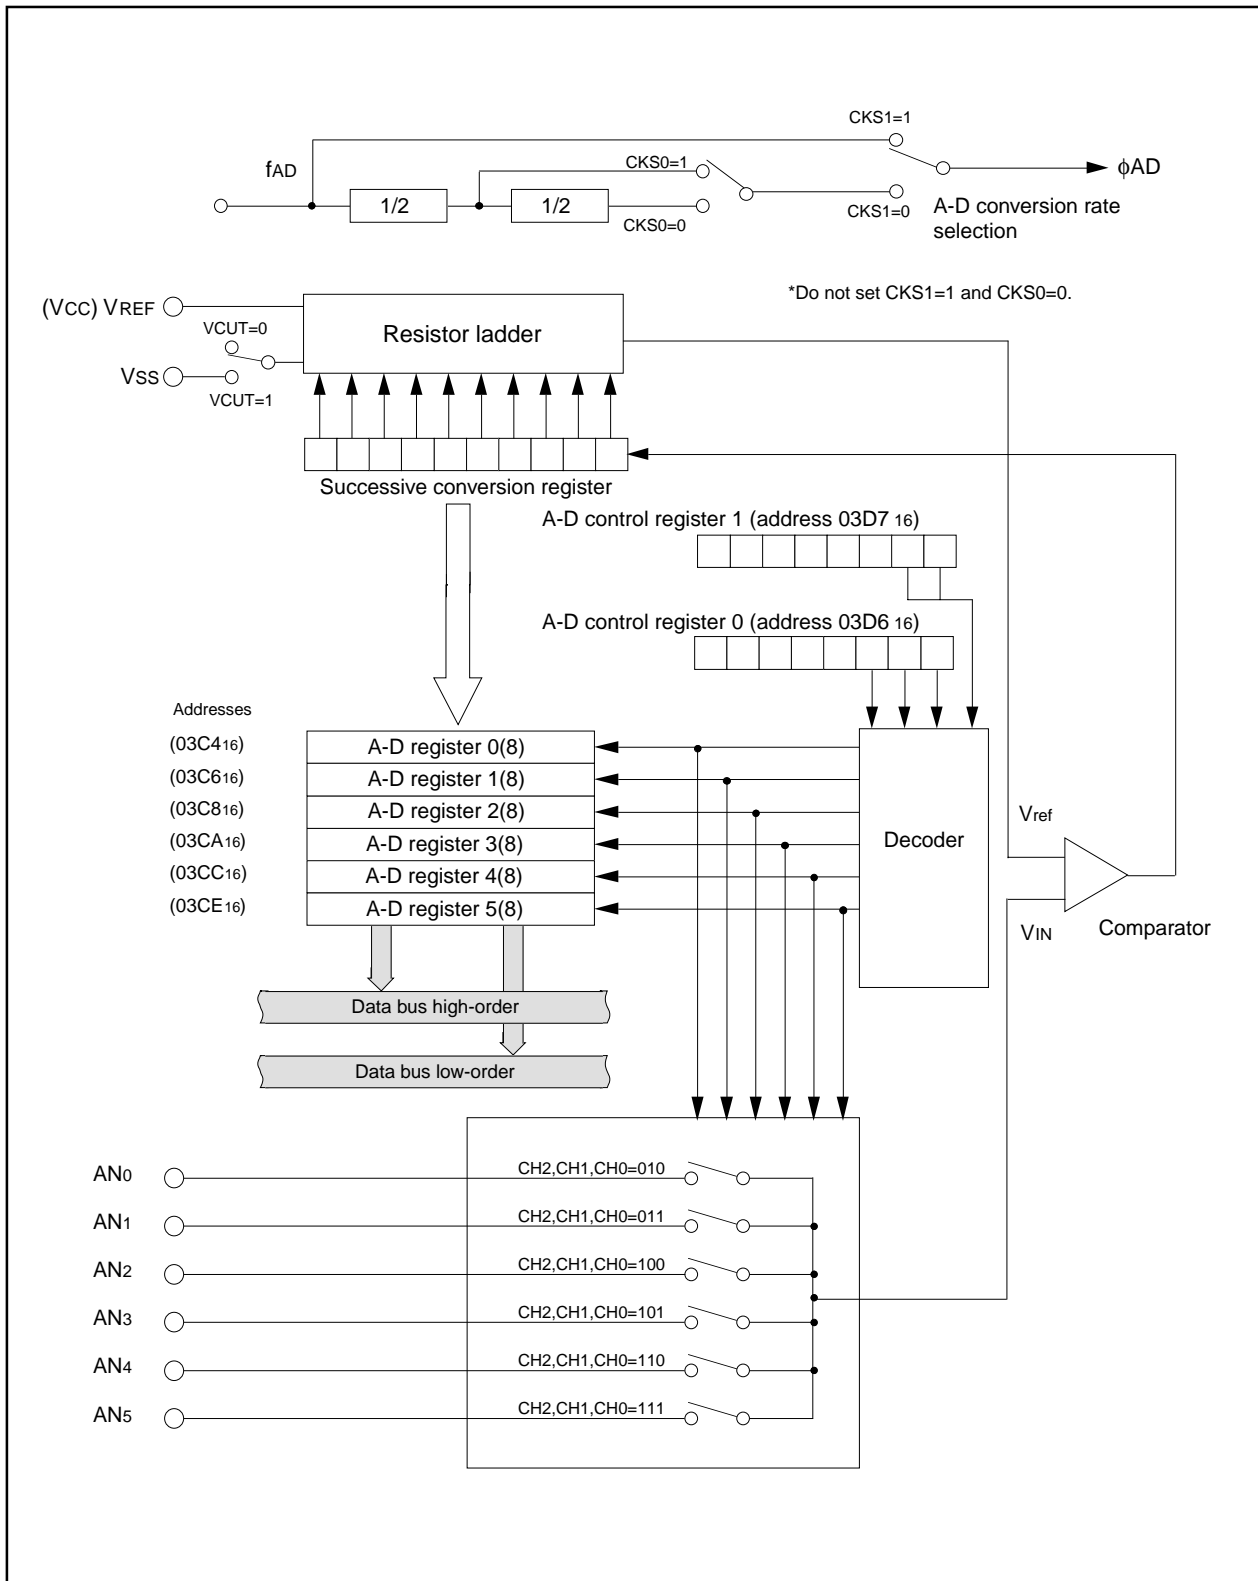 CKS1=1
fAD
CKS0=1
ϕAD
1/2
1/2
CKS0=0
CKS1=0
A-D conversion rate
selection
*Do not set CKS1=1 and CKS0=0.
(VCC) VREF
VCUT=0
Resistor ladder
VSS
VCUT=1
Successive conversion register
A-D control register 1 (address 03D7 16)
A-D control register 0 (address 03D6 16)
Addresses
(03C416)
A-D register 0(8)
(03C616)
A-D register 1(8)
(03C816)
A-D register 2(8)
(03CA16)
A-D register 3(8)
(03CC16)
A-D register 4(8)
(03CE16)
A-D register 5(8)
Decoder
Vref
VIN
Comparator
Data bus high-order
Data bus low-order
AN0
CH2,CH1,CH0=010
AN1
CH2,CH1,CH0=011
AN2
CH2,CH1,CH0=100
AN3
CH2,CH1,CH0=101
AN4
CH2,CH1,CH0=110
AN5
CH2,CH1,CH0=111